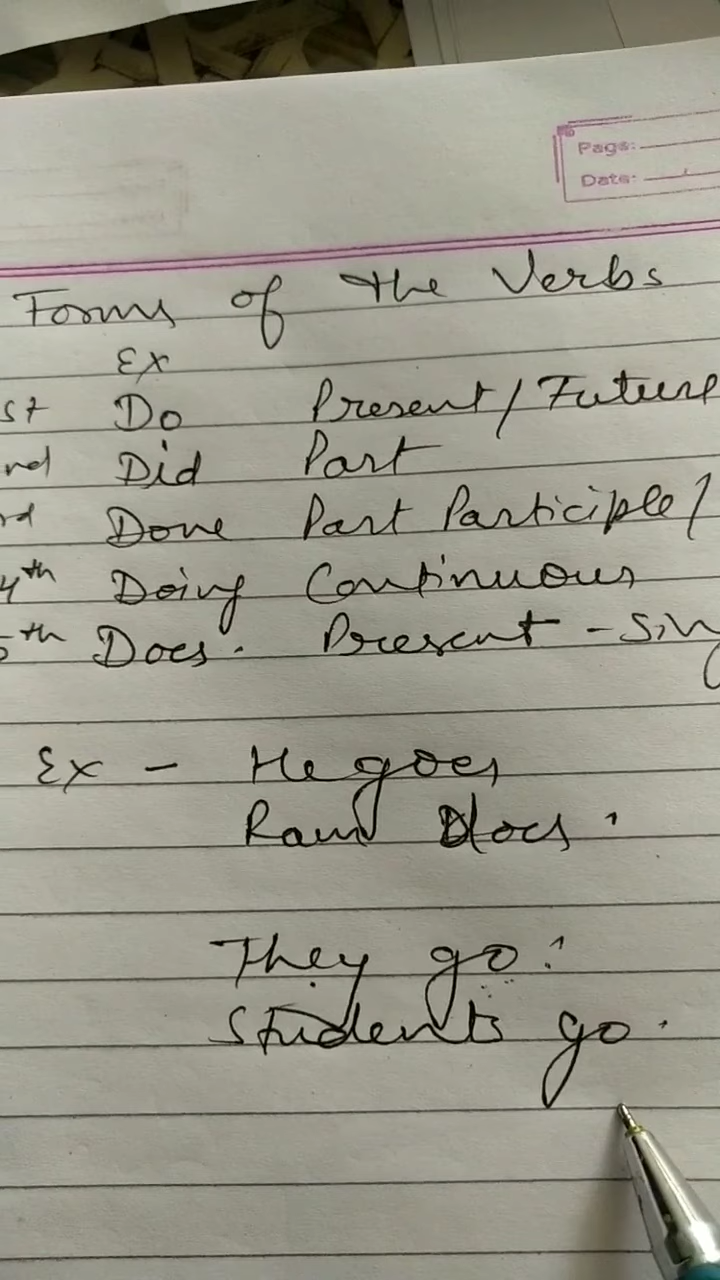 Page:
Date:
Forms of the Verbs
Ex
st Do Present/Future
nd Did Past
rd Done Past Participle/
4th Doing Continuous
5th Does. Present - Sin
Ex - He goes
Ram does.
They go.
Students go.